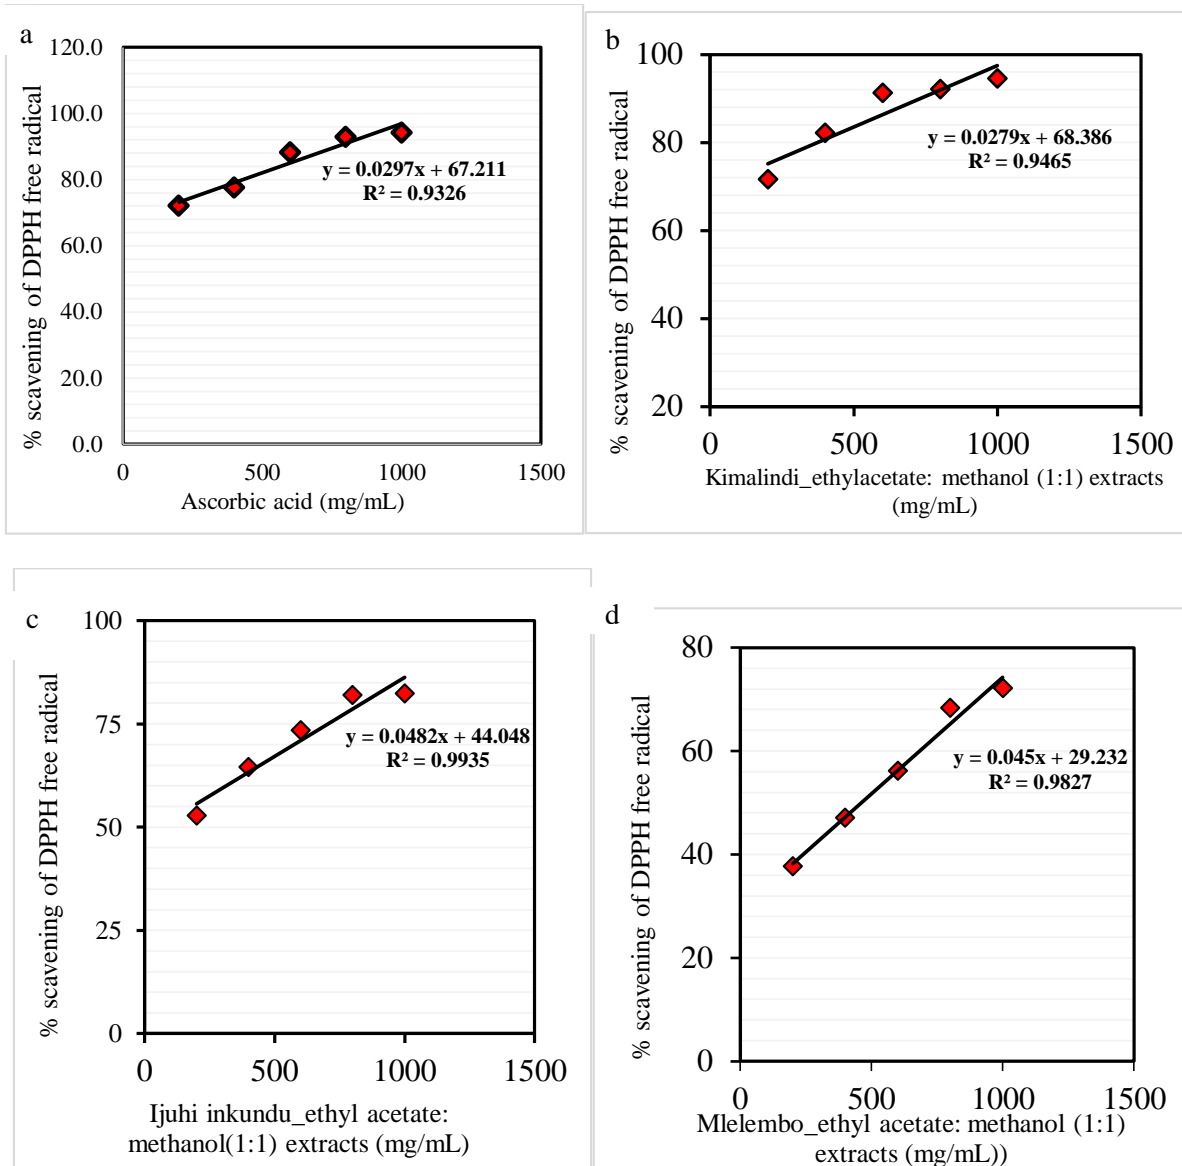 a
% scavening of DPPH free radical
120.0
100.0
80.0
60.0
40.0
20.0
0.0
y = 0.0297x + 67.211
R² = 0.9326
0 500 1000 1500
Ascorbic acid (mg/mL)
b
% scavening of DPPH free radical
100
80
60
40
20
y = 0.0279x + 68.386
R² = 0.9465
0 500 1000 1500
Kimalindi_ethylacetate: methanol (1:1) extracts
(mg/mL)
c
% scavening of DPPH free radical
100
75
50
25
0
y = 0.0482x + 44.048
R² = 0.9935
0 500 1000 1500
Ijuhi inkundu_ethyl acetate:
methanol(1:1) extracts (mg/mL)
d
% scavening of DPPH free radical
80
60
40
20
0
y = 0.045x + 29.232
R² = 0.9827
0 500 1000 1500
Mlelembo_ethyl acetate: methanol (1:1)
extracts (mg/mL))